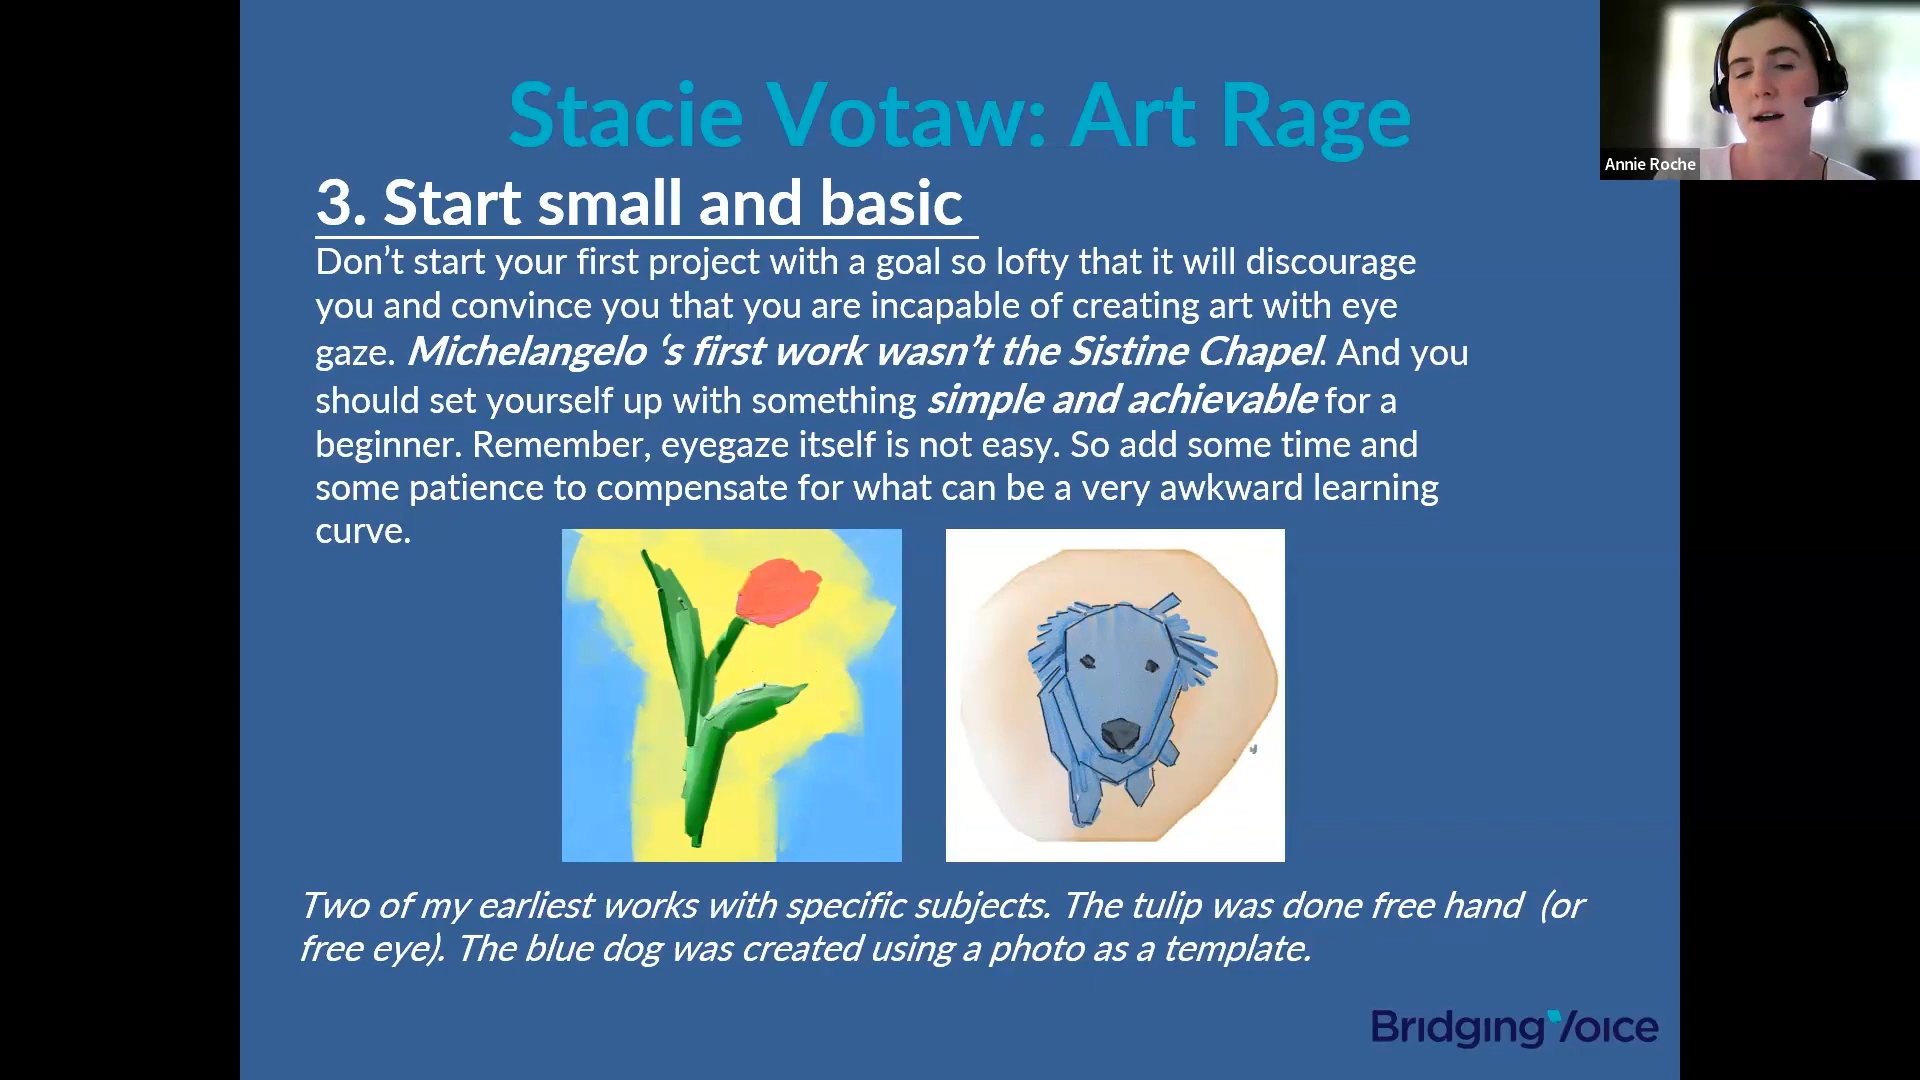 Stacie Votaw: Art Rage
Annie Roche
3. Start small and basic
Don’t start your first project with a goal so lofty that it will discourage
you and convince you that you are incapable of creating art with eye
gaze. Michelangelo ‘s first work wasn’t the Sistine Chapel. And you
should set yourself up with something simple and achievable for a
beginner. Remember, eyegaze itself is not easy. So add some time and
some patience to compensate for what can be a very awkward learning
curve.
Two of my earliest works with specific subjects. The tulip was done free hand (or
free eye). The blue dog was created using a photo as a template.
Bridging Voice